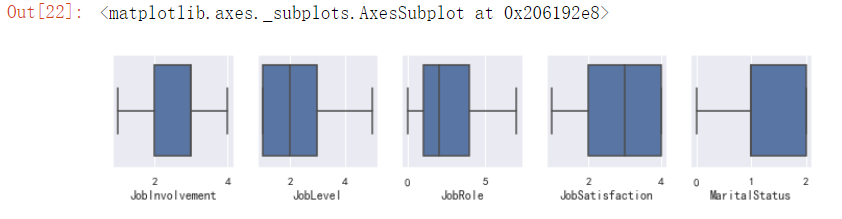 Out[22]: <matplotlib.axes._subplots.AxesSubplot at 0x206192e8>
2 4 2 4 0 5 2 4 0 1 2
JobInvolvement JobLevel JobRole JobSatisfaction MaritalStatus